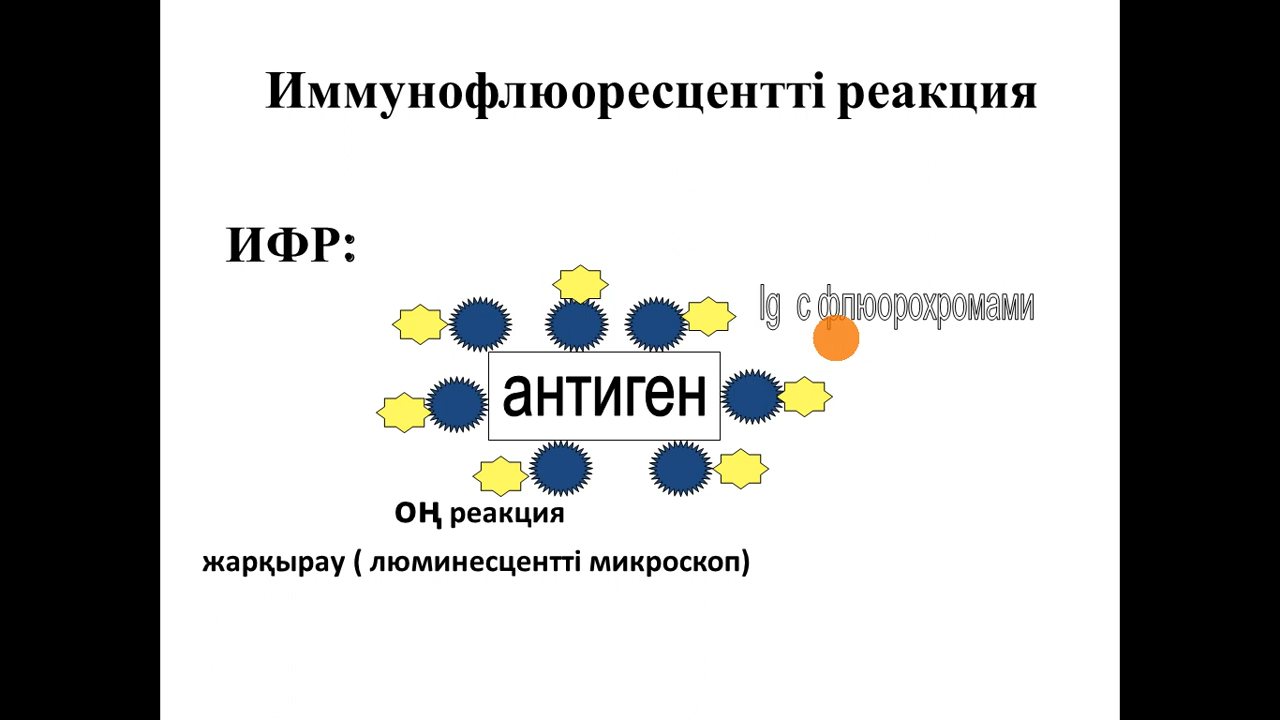 Иммунофлюоресцентті реакция
ИФР:
Ig с флюорохромами
антиген
оң реакция
жарқырау ( люминесцентті микроскоп)